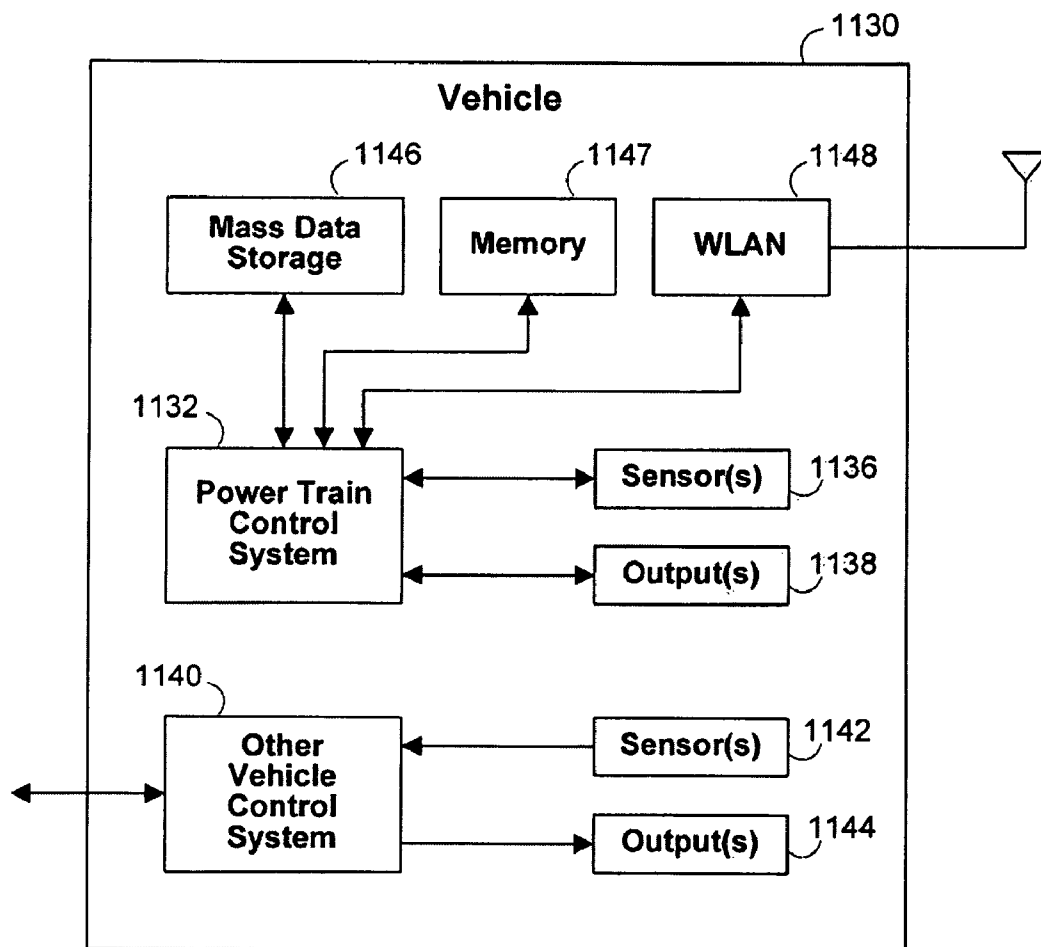 1130
Vehicle
1146
1147
1148
Mass Data
Storage
Memory
WLAN
1132
Power Train
Control
System
Sensor(s)
1136
Output(s)
1138
1140
Other
Vehicle
Control
System
Sensor(s)
1142
Output(s)
1144